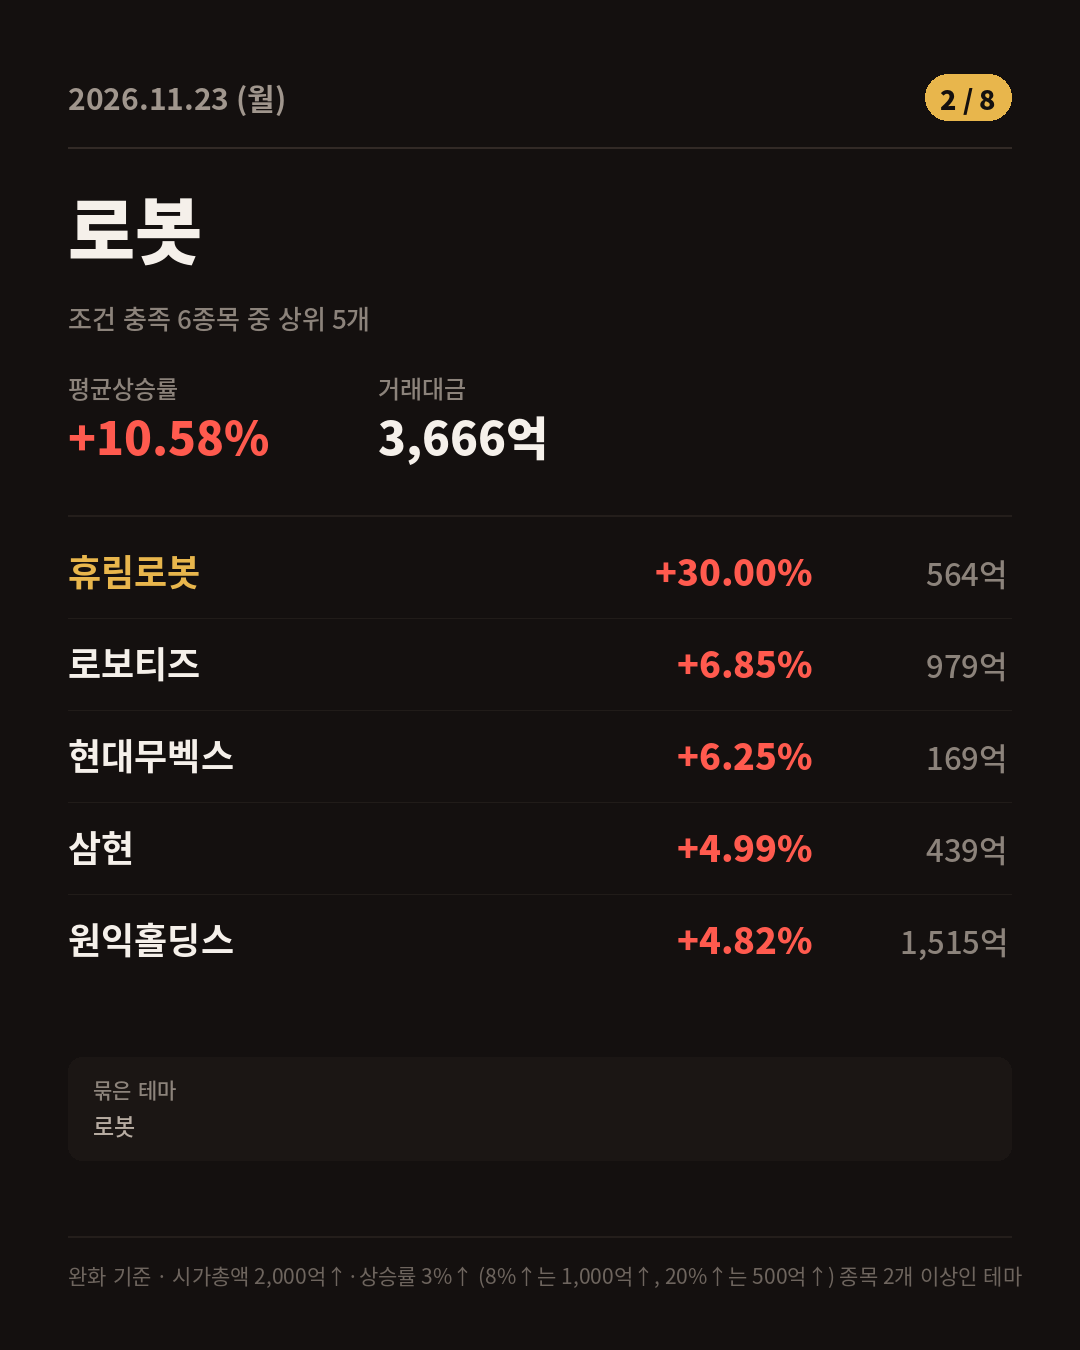 2026.11.23 (월)
2 / 8
로봇
조건 충족 6종목 중 상위 5개
평균상승률 거래대금
+10.58% 3,666억
휴림로봇 +30.00% 564억
로보티즈 +6.85% 979억
현대무벡스 +6.25% 169억
삼현 +4.99% 439억
원익홀딩스 +4.82% 1,515억
묶은 테마
로봇
완화 기준 · 시가총액 2,000억↑ · 상승률 3%↑ (8%↑는 1,000억↑, 20%↑는 500억↑) 종목 2개 이상인 테마